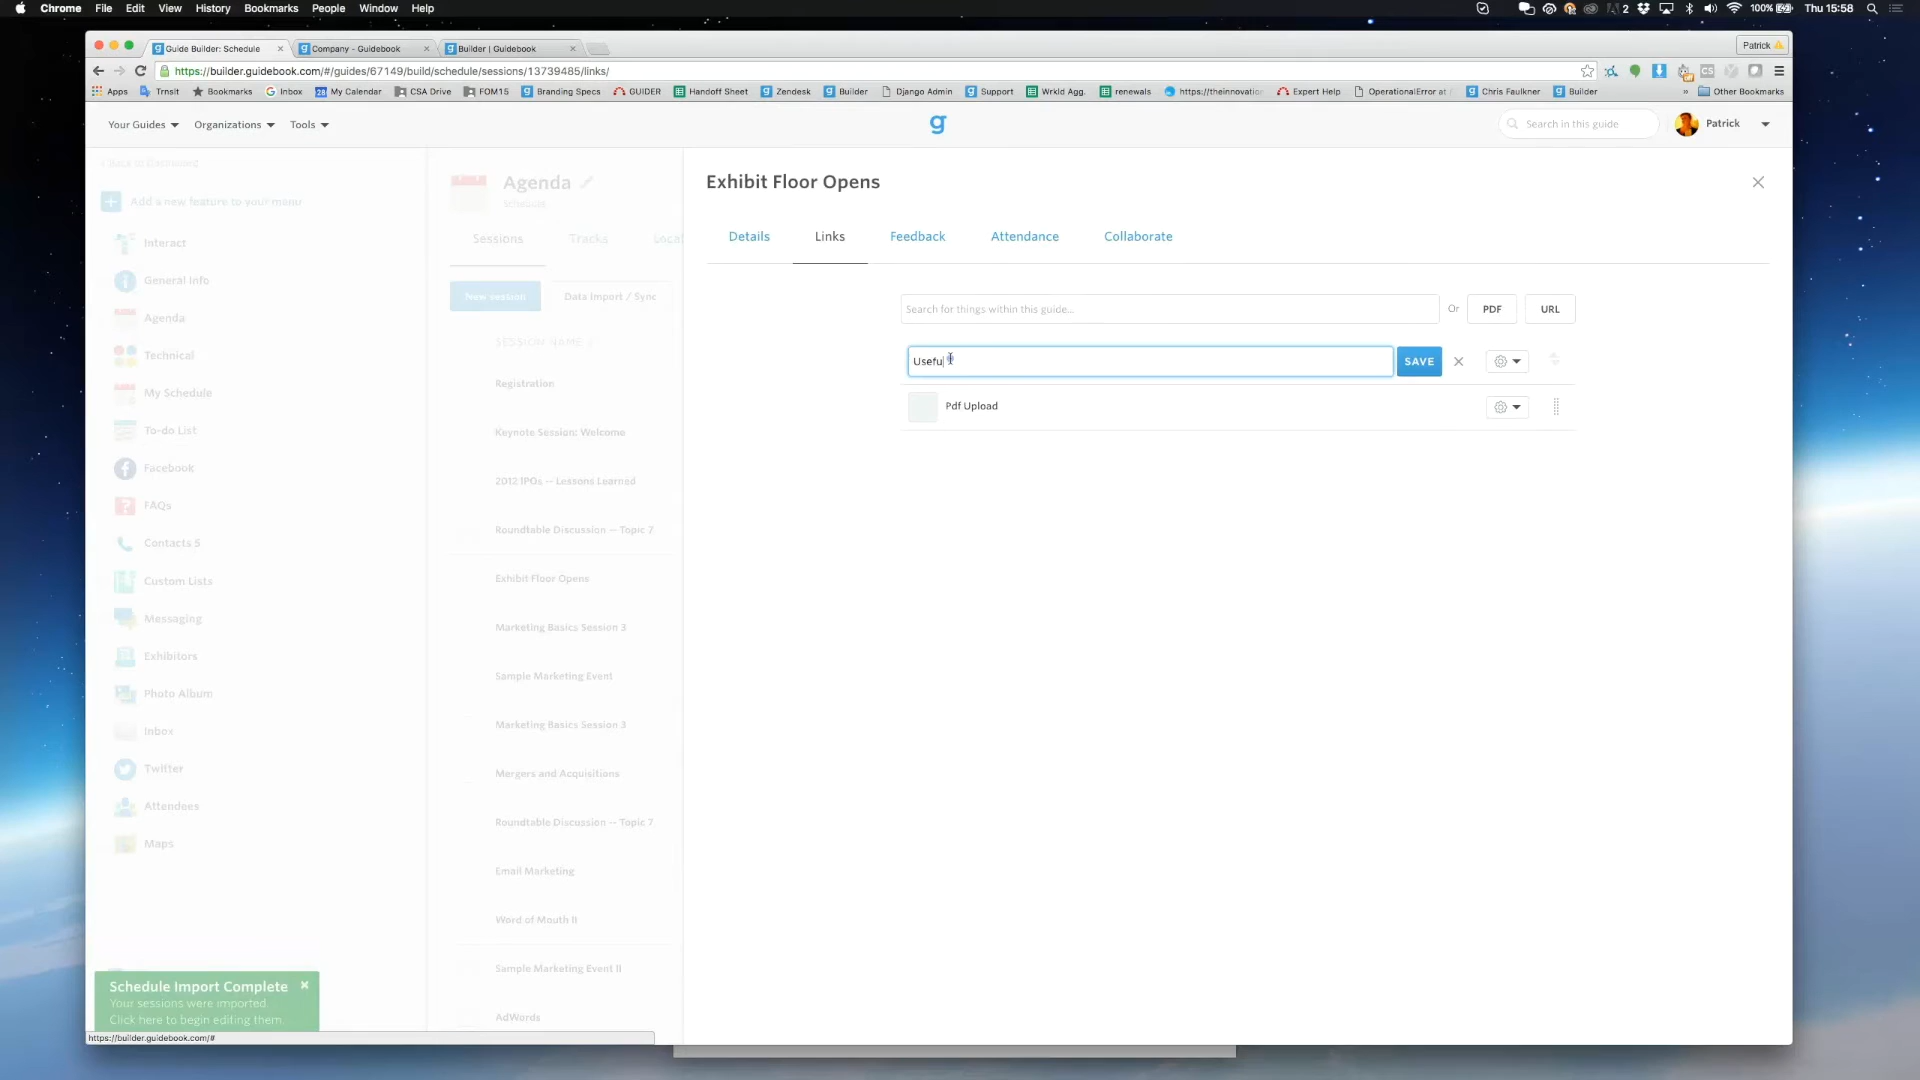 Chrome File Edit View History Bookmarks People Window Help
2 100% Thu 15:58
Guide Builder: Schedule
Company - Guidebook
Builder | Guidebook
Patrick
https://builder.guidebook.com/#/guides/67149/build/schedule/sessions/13739485/links/
Apps Trnsit Bookmarks Inbox My Calendar CSA Drive FOM15 Branding Specs GUIDER Handoff Sheet Zendesk Builder Django Admin Support Wrkld Agg. renewals https://theinnovatio Expert Help OperationalError at Chris Faulkner Builder » Other Bookmarks
Your Guides Organizations Tools
g
Search in this guide
Patrick
‹ Back to Dashboard
Add a new feature to your menu
Interact
General Info
Agenda
Technical
My Schedule
To-do List
Facebook
FAQs
Contacts 5
Custom Lists
Messaging
Exhibitors
Photo Album
Inbox
Twitter
Attendees
Maps
Agenda
Schedule
Sessions Tracks Locat
New session Data Import / Sync
SESSION NAME
Registration
Keynote Session: Welcome
2012 IPOs -- Lessons Learned
Roundtable Discussion -- Topic 7
Exhibit Floor Opens
Marketing Basics Session 3
Sample Marketing Event
Marketing Basics Session 3
Mergers and Acquisitions
Roundtable Discussion -- Topic 7
Email Marketing
Word of Mouth II
Sample Marketing Event II
AdWords
Exhibit Floor Opens
Details Links Feedback Attendance Collaborate
Search for things within this guide... Or PDF URL
Usefu SAVE
Pdf Upload
Schedule Import Complete
Your sessions were imported.
Click here to begin editing them.
https://builder.guidebook.com/#